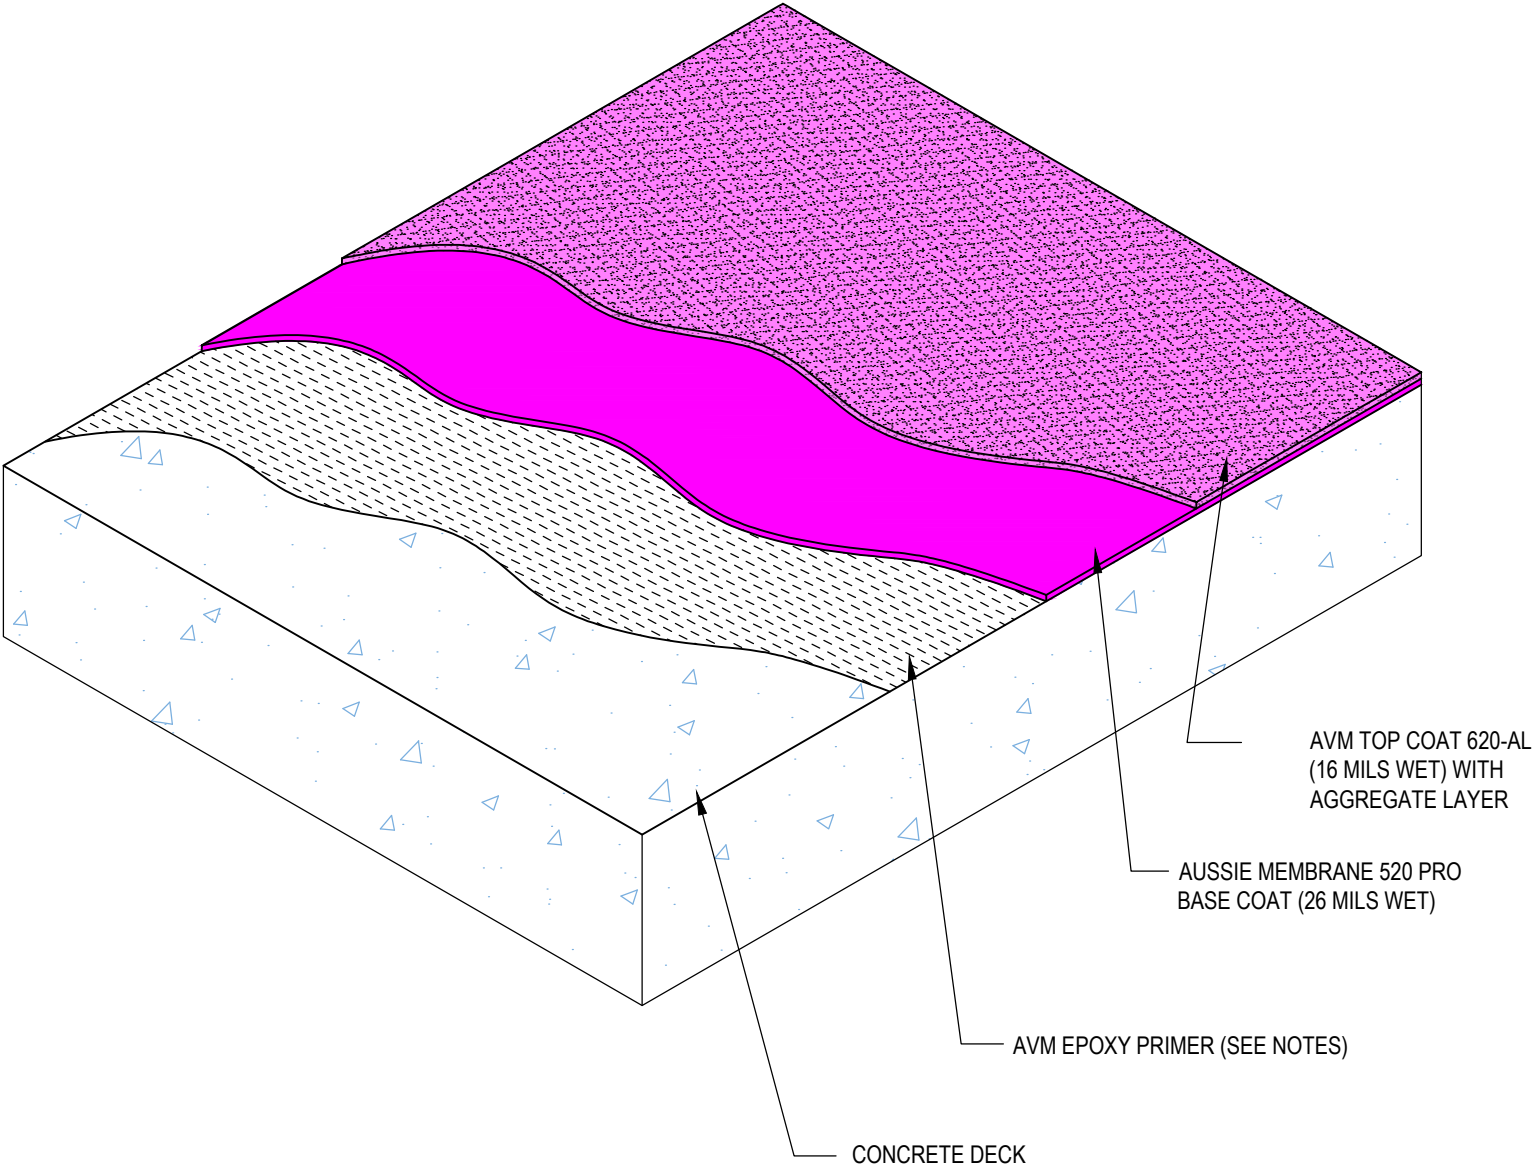 AVM TOP COAT 620-AL
(16 MILS WET) WITH
AGGREGATE LAYER
AUSSIE MEMBRANE 520 PRO
BASE COAT (26 MILS WET)
AVM EPOXY PRIMER (SEE NOTES)
CONCRETE DECK